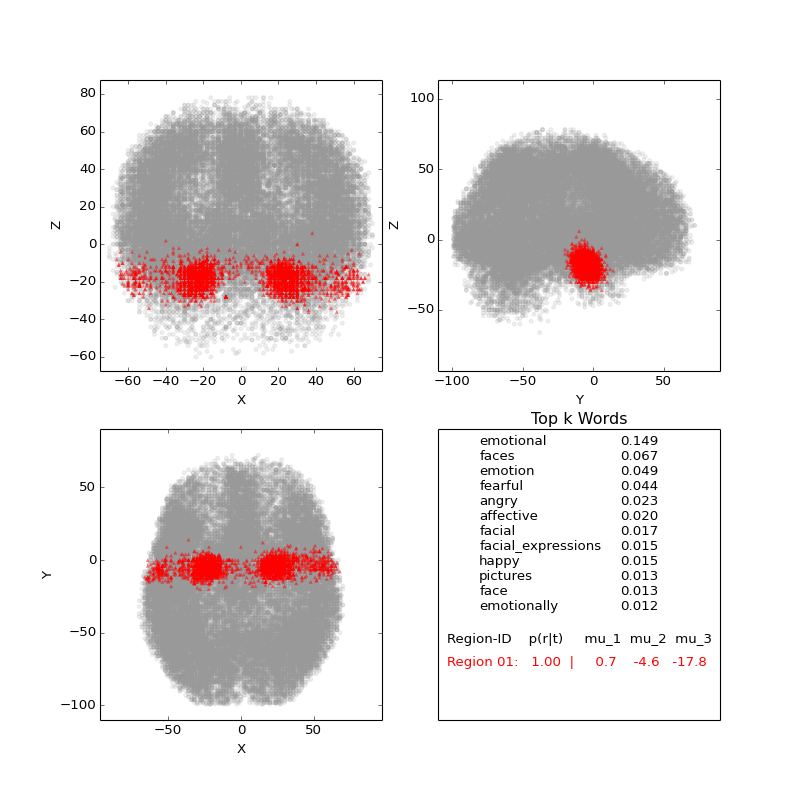 80
60
40
20
0
−20
−40
−60
Z
−60 −40 −20 0 20 40 60
X
100
50
0
−50
Z
−100 −50 0 50
Y
50
0
−50
−100
Y
−50 0 50
X
Top k Words
emotional 0.149
faces 0.067
emotion 0.049
fearful 0.044
angry 0.023
affective 0.020
facial 0.017
facial_expressions 0.015
happy 0.015
pictures 0.013
face 0.013
emotionally 0.012
Region-ID p(r|t) mu_1 mu_2 mu_3
Region 01: 1.00 | 0.7 -4.6 -17.8